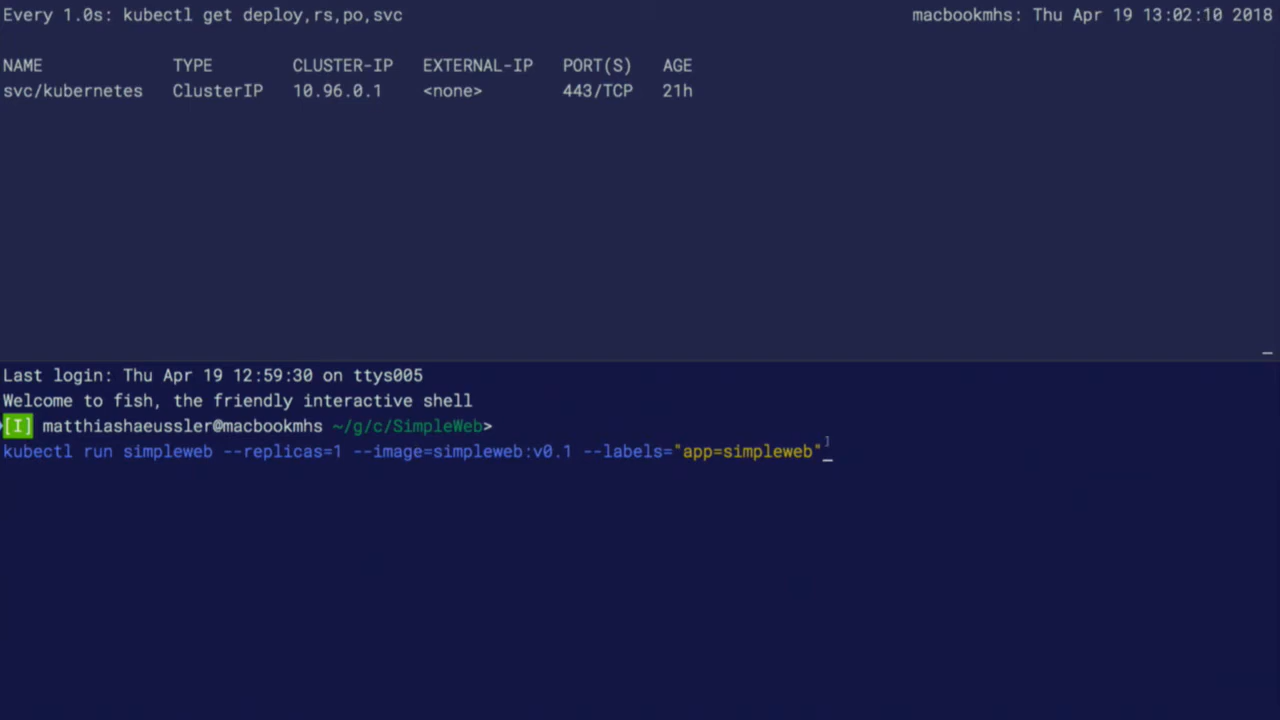 Every 1.0s: kubectl get deploy,rs,po,svc macbookmhs: Thu Apr 19 13:02:10 2018
NAME TYPE CLUSTER-IP EXTERNAL-IP PORT(S) AGE
svc/kubernetes ClusterIP 10.96.0.1 <none> 443/TCP 21h
Last login: Thu Apr 19 12:59:30 on ttys005
Welcome to fish, the friendly interactive shell
[I] matthiashaeussler@macbookmhs ~/g/c/SimpleWeb>
kubectl run simpleweb --replicas=1 --image=simpleweb:v0.1 --labels="app=simpleweb"_